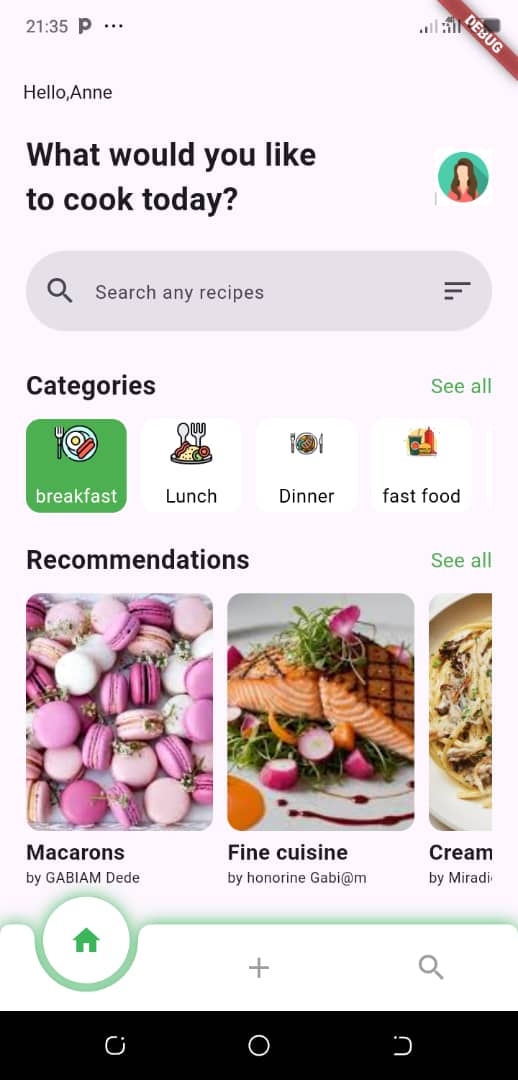 21:35
DEBUG
Hello,Anne
What would you like
to cook today?
Search any recipes
Categories
See all
breakfast
Lunch
Dinner
fast food
Recommendations
See all
Macarons
Fine cuisine
Cream
by GABIAM Dede
by honorine Gabi@m
by Miradi